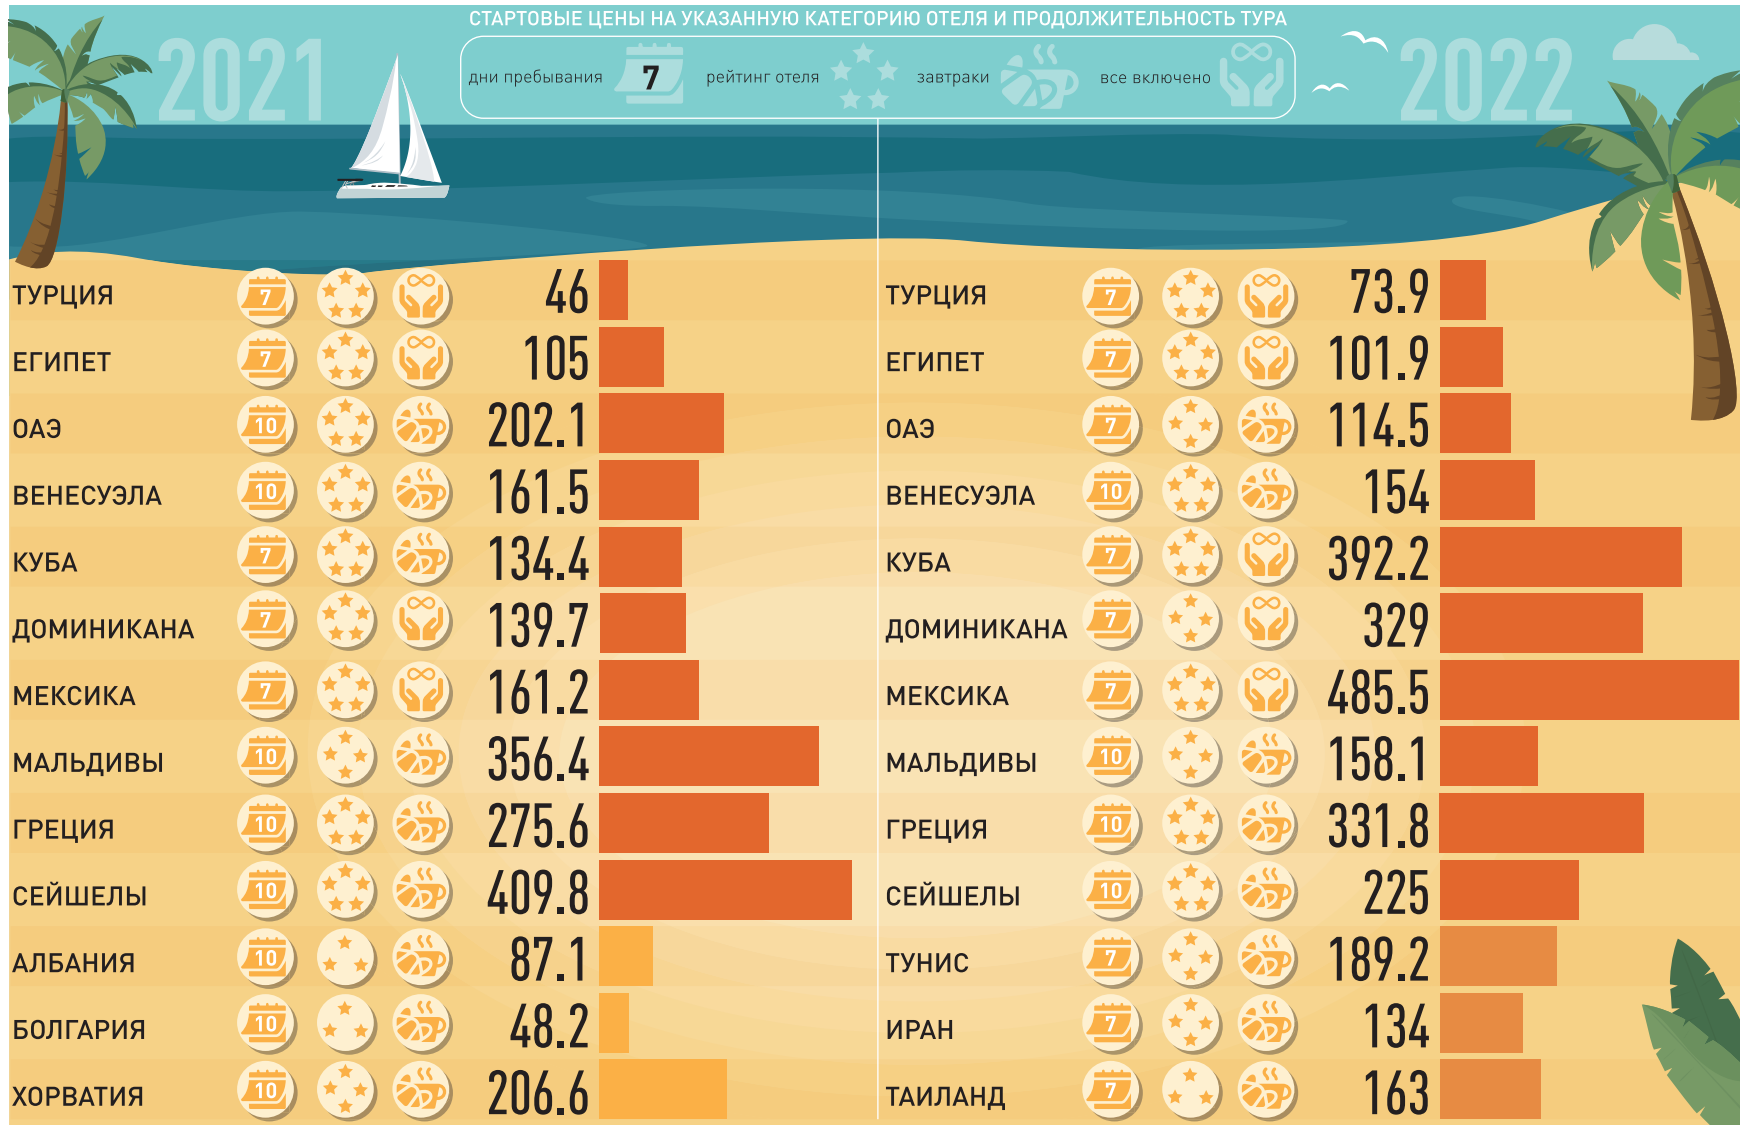 СТАРТОВЫЕ ЦЕНЫ НА УКАЗАННУЮ КАТЕГОРИЮ ОТЕЛЯ И ПРОДОЛЖИТЕЛЬНОСТЬ ТУРА
2021
дни пребывания 7 рейтинг отеля завтраки все включено
2022
ТУРЦИЯ 7 46
ЕГИПЕТ 7 105
ОАЭ 10 202.1
ВЕНЕСУЭЛА 10 161.5
КУБА 7 134.4
ДОМИНИКАНА 7 139.7
МЕКСИКА 7 161.2
МАЛЬДИВЫ 10 356.4
ГРЕЦИЯ 10 275.6
СЕЙШЕЛЫ 10 409.8
АЛБАНИЯ 10 87.1
БОЛГАРИЯ 10 48.2
ХОРВАТИЯ 10 206.6
ТУРЦИЯ 7 73.9
ЕГИПЕТ 7 101.9
ОАЭ 7 114.5
ВЕНЕСУЭЛА 10 154
КУБА 7 392.2
ДОМИНИКАНА 7 329
МЕКСИКА 7 485.5
МАЛЬДИВЫ 10 158.1
ГРЕЦИЯ 10 331.8
СЕЙШЕЛЫ 10 225
ТУНИС 7 189.2
ИРАН 7 134
ТАИЛАНД 7 163